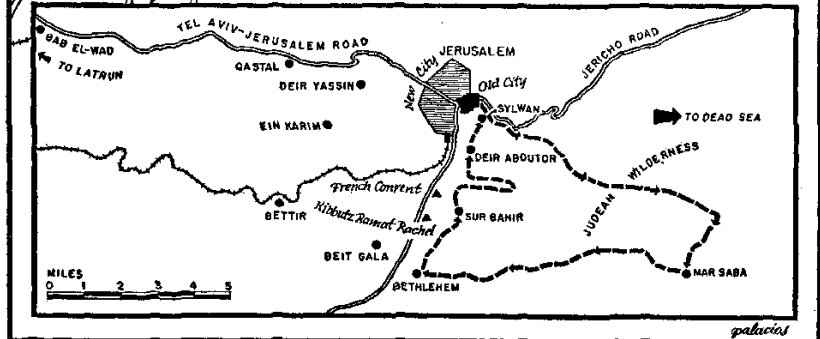 TEL AVIV-JERUSALEM ROAD
BAB EL-WAD
TO LATRUN
QASTAL
DEIR YASSIN
EIN KARIM
JERUSALEM
New City
Old City
SYLWAN
JERICHO ROAD
TO DEAD SEA
DEIR ABOUTOR
JUDEAN WILDERNESS
French Convent
Kibbutz Ramat Rachel
BETTIR
SUR BAHIR
BEIT GALA
BETHLEHEM
MAR SABA
MILES
0 1 2 3 4 5
palacios